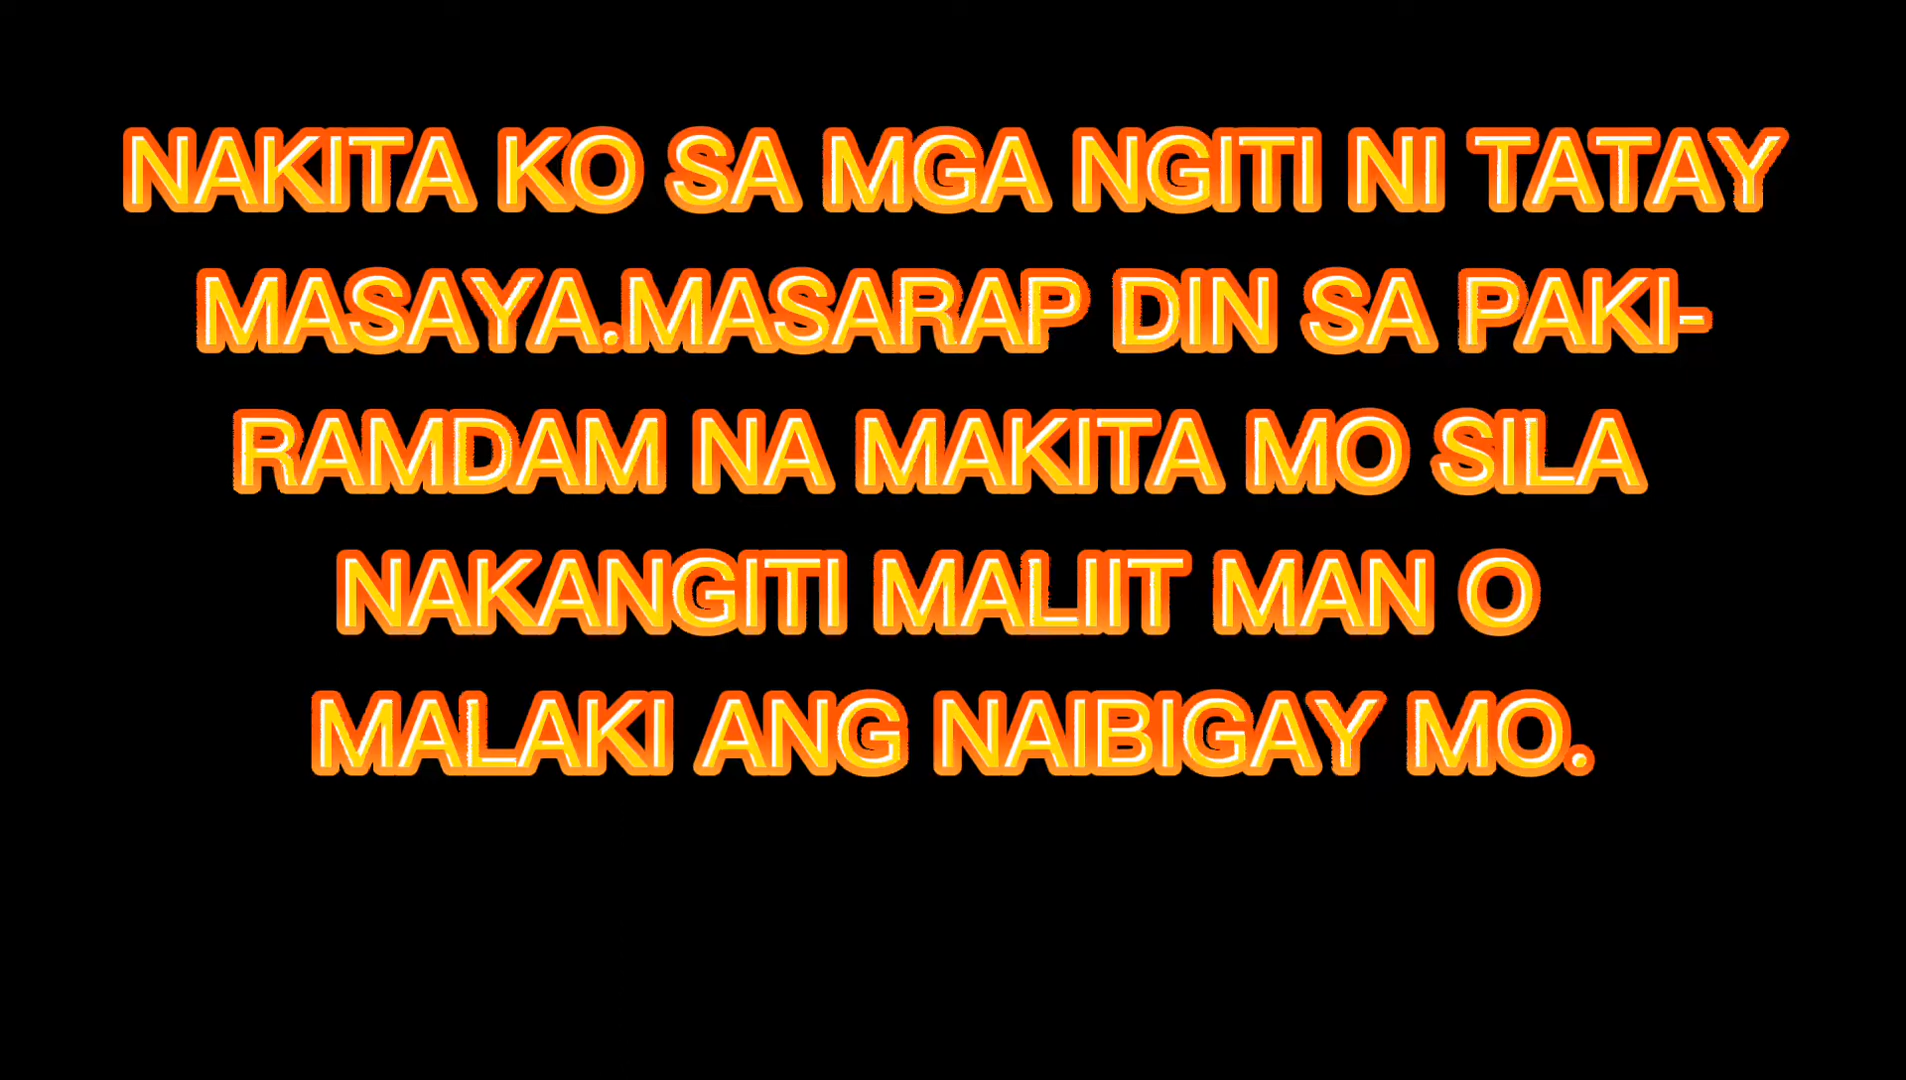 NAKITA KO SA MGA NGITI NI TATAY
MASAYA.MASARAP DIN SA PAKI-
RAMDAM NA MAKITA MO SILA
NAKANGITI MALIIT MAN O
MALAKI ANG NAIBIGAY MO.